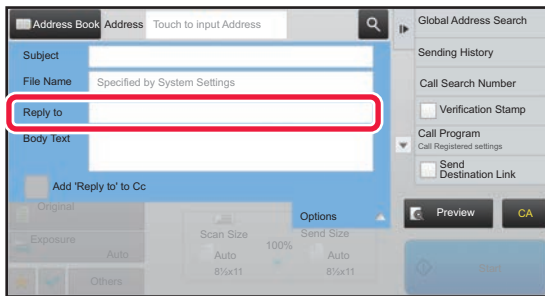 Address Book
Address
Touch to input Address
Subject
File Name
Specified by System Settings
Reply to
Body Text
Add 'Reply to' to Cc
Options
Original
Exposure
Auto
Others
Scan Size
Auto
8½x11
100%
Send Size
Auto
8½x11
Global Address Search
Sending History
Call Search Number
Verification Stamp
Call Program
Call Registered settings
Send
Destination Link
Preview
CA
Start